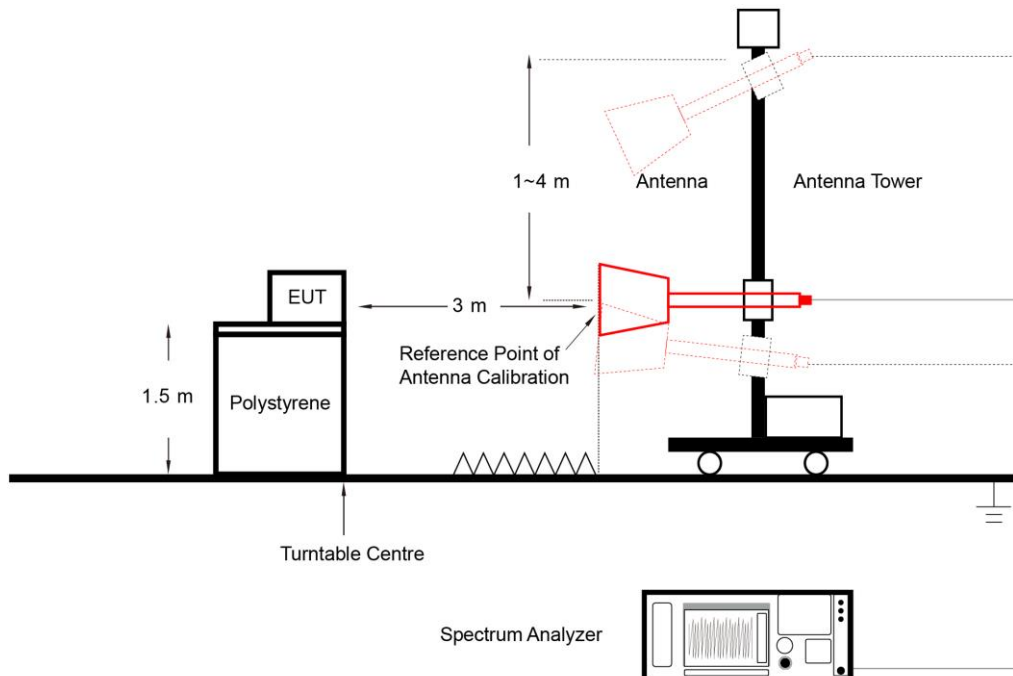 1~4 m
Antenna
Antenna Tower
EUT
3 m
Reference Point of
Antenna Calibration
1.5 m
Polystyrene
Turntable Centre
Spectrum Analyzer